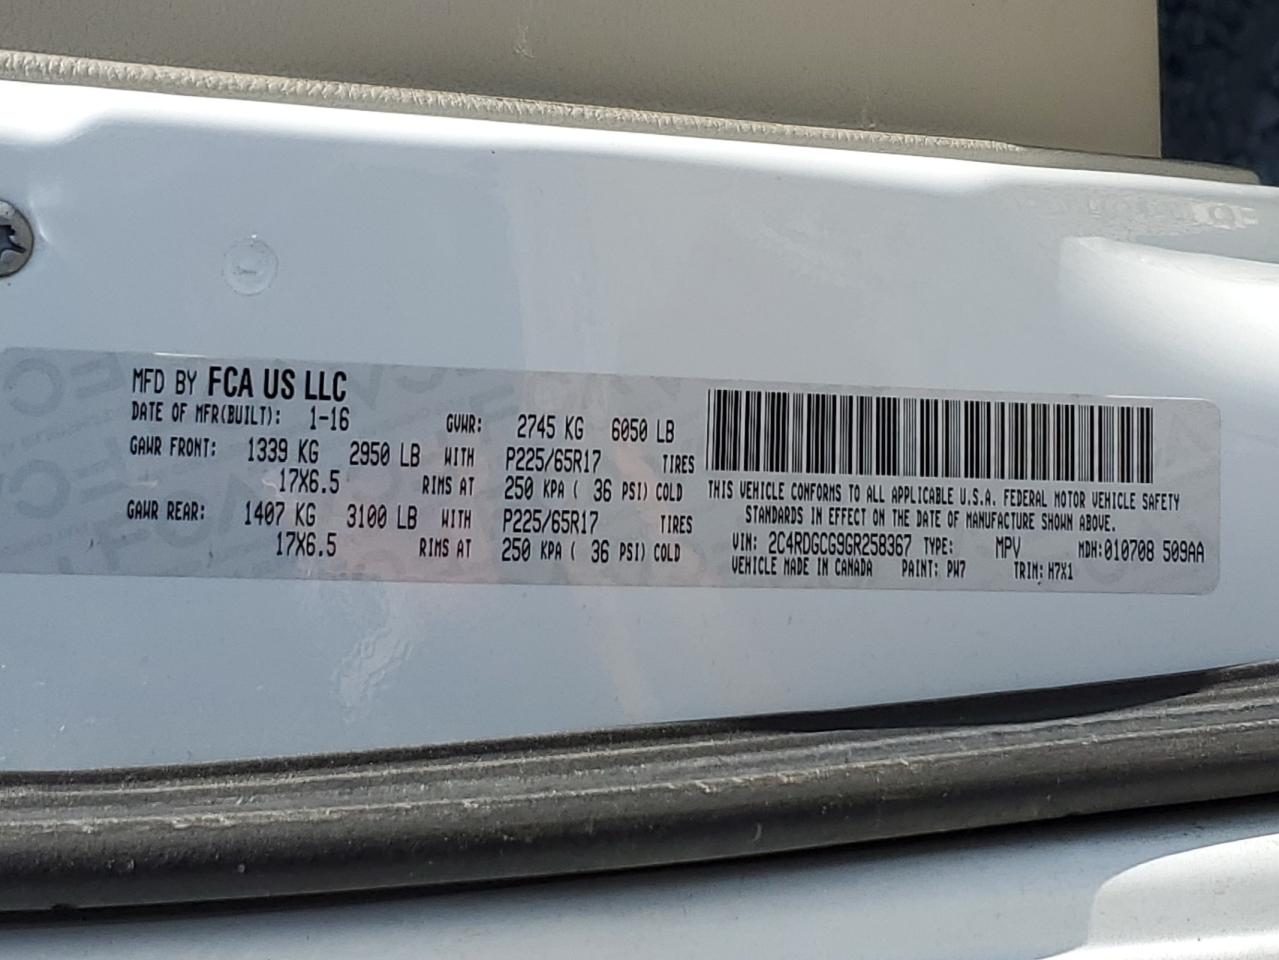 MFD BY FCA US LLC
DATE OF MFR(BUILT): 1-16 GVWR: 2745 KG 6050 LB
GAWR FRONT: 1339 KG 2950 LB WITH P225/65R17 TIRES
17X6.5 RIMS AT 250 KPA ( 36 PSI) COLD
GAWR REAR: 1407 KG 3100 LB WITH P225/65R17 TIRES
17X6.5 RIMS AT 250 KPA ( 36 PSI) COLD
THIS VEHICLE CONFORMS TO ALL APPLICABLE U.S.A. FEDERAL MOTOR VEHICLE SAFETY
STANDARDS IN EFFECT ON THE DATE OF MANUFACTURE SHOWN ABOVE.
VIN: 2C4RDGCG9GR258367 TYPE: MPV MDH:010708 509AA
VEHICLE MADE IN CANADA PAINT: PW7 TRIM: H7X1